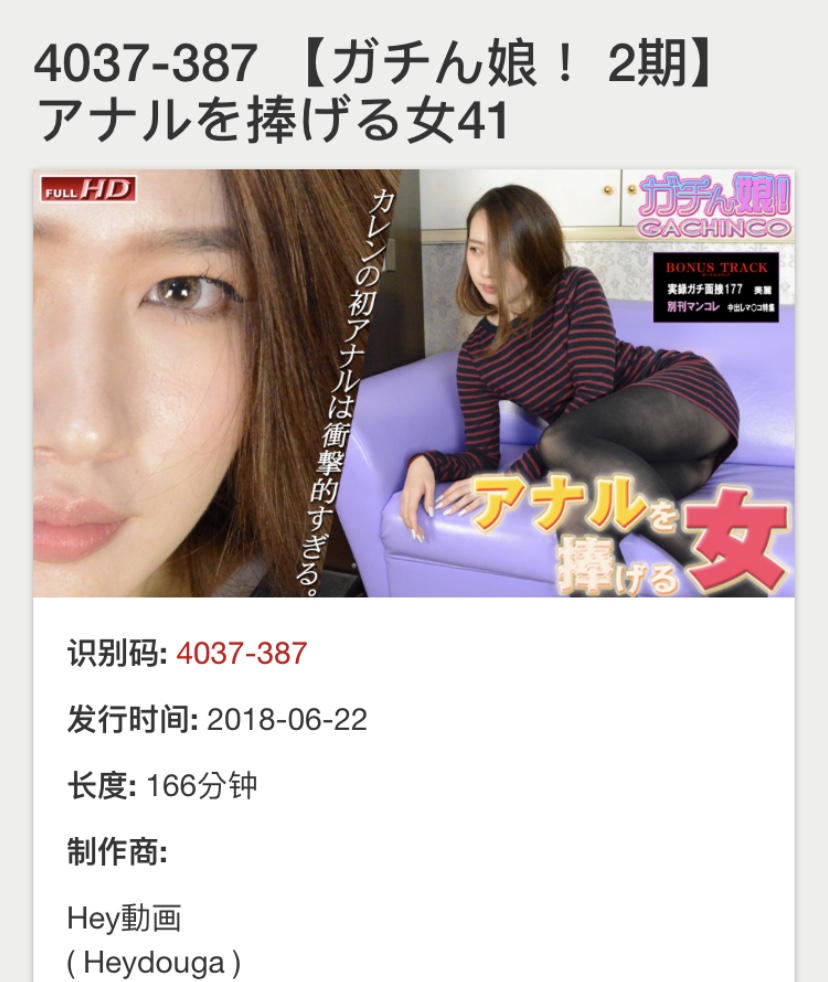 4037-387 【ガチん娘！ 2期】
アナルを捧げる女41
FULL HD
カレンの初アナルは衝撃的すぎる。
ガチん娘!
GACHINCO
BONUS TRACK
実録ガチ面接177 美麗
別刊マンコレ 中出しマ〇コ特集
アナルを
捧げる女
识别码: 4037-387
发行时间: 2018-06-22
长度: 166分钟
制作商:
Hey動画
( Heydouga )